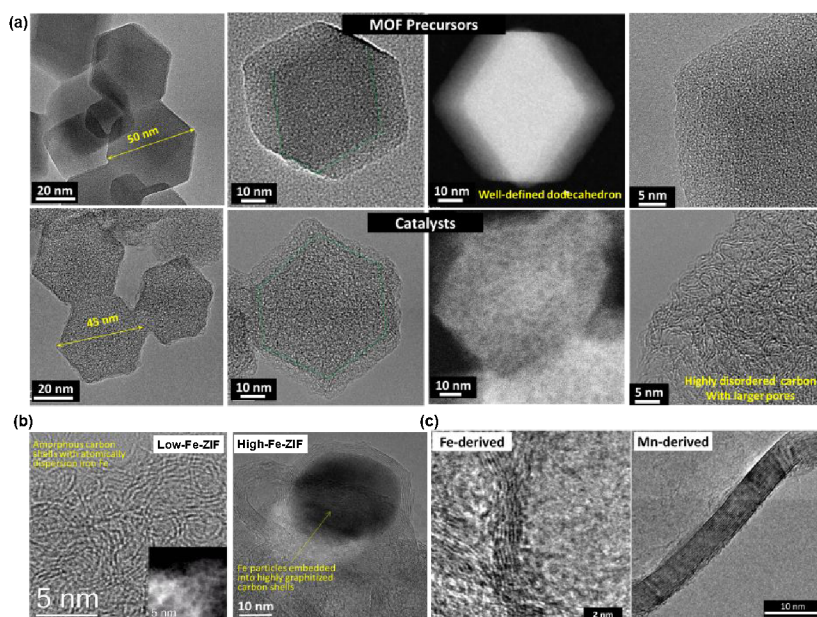 (a)
MOF Precursors
50 nm
20 nm
10 nm
10 nm
Well-defined dodecahedron
5 nm
Catalysts
45 nm
20 nm
10 nm
10 nm
Highly disordered carbon
With larger pores
5 nm
(b)
(c)
Amorphous carbon
shells with atomically
dispersion into Fe
Low-Fe-ZIF
5 nm
5 nm
High-Fe-ZIF
Fe particles embedded
into highly graphitized
carbon shells
10 nm
Fe-derived
2 nm
Mn-derived
10 nm